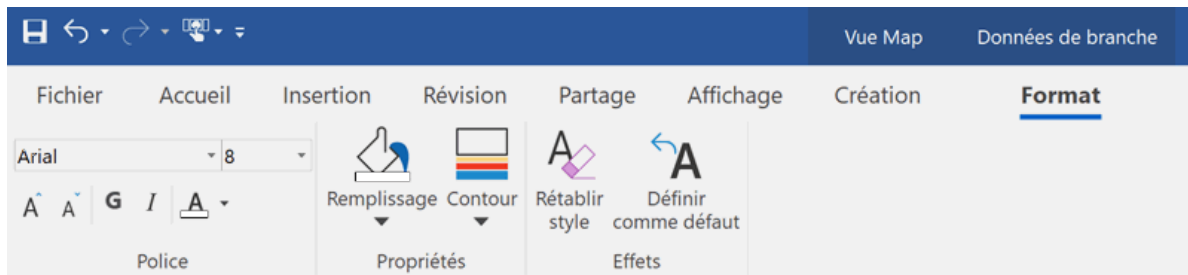 Vue Map Données de branche
Fichier Accueil Insertion Révision Partage Affichage Création Format
Arial 8
Remplissage Contour Rétablir style Définir comme défaut
A A G I A
Police Propriétés Effets